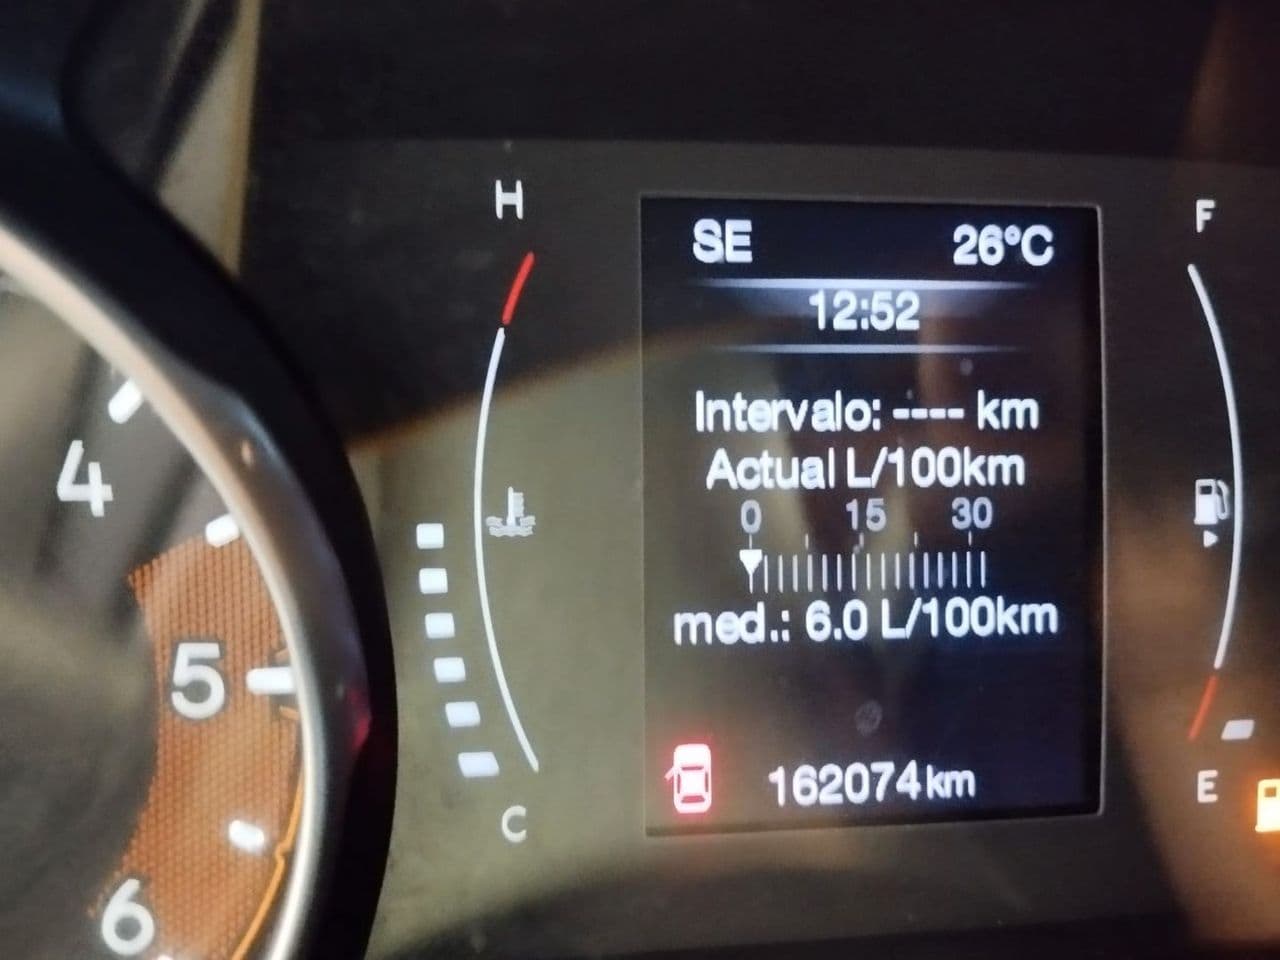 H
F
SE 26°C
12:52
Intervalo: ---- km
Actual L/100km
0 15 30
med.: 6.0 L/100km
162074 km
C
E
4
5
6